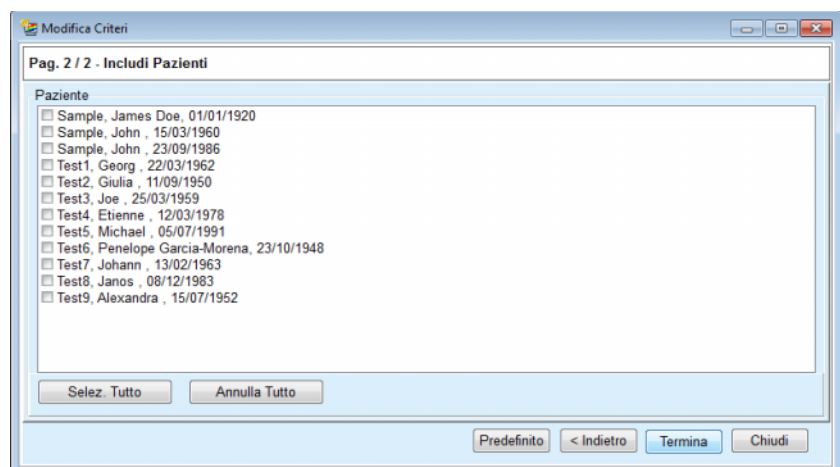 Modifica Criteri
Pag. 2 / 2 - Includi Pazienti
Paziente
Sample, James Doe, 01/01/1920
Sample, John , 15/03/1960
Sample, John , 23/09/1986
Test1, Georg , 22/03/1962
Test2, Giulia , 11/09/1950
Test3, Joe , 25/03/1959
Test4, Etienne , 12/03/1978
Test5, Michael , 05/07/1991
Test6, Penelope Garcia-Morena, 23/10/1948
Test7, Johann , 13/02/1963
Test8, Janos , 08/12/1983
Test9, Alexandra , 15/07/1952
Selez. Tutto Annulla Tutto
Predefinito < Indietro Termina Chiudi